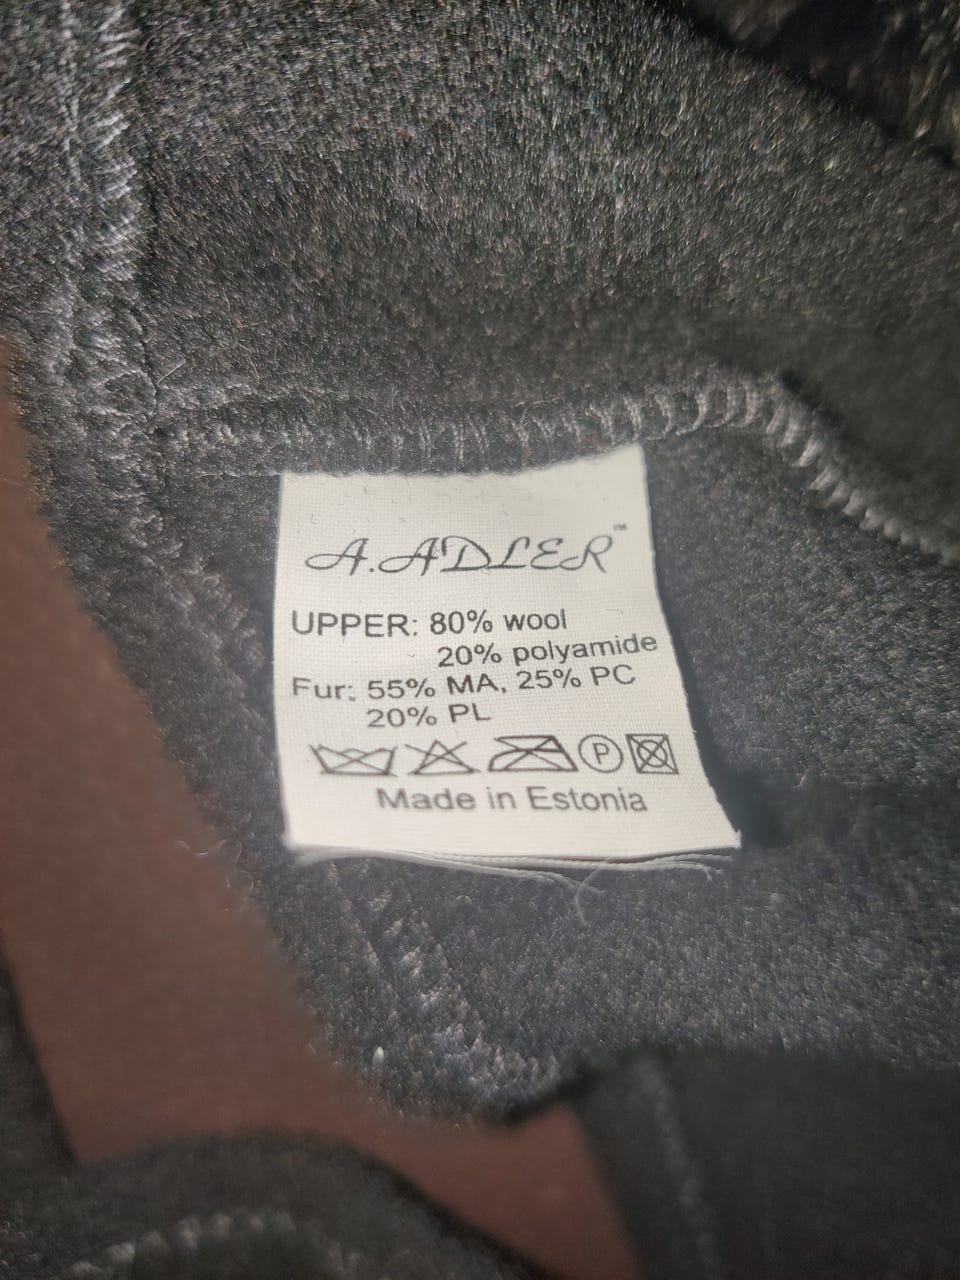 A.ADLER™
UPPER: 80% wool
20% polyamide
Fur: 55% MA, 25% PC
20% PL
P
Made in Estonia